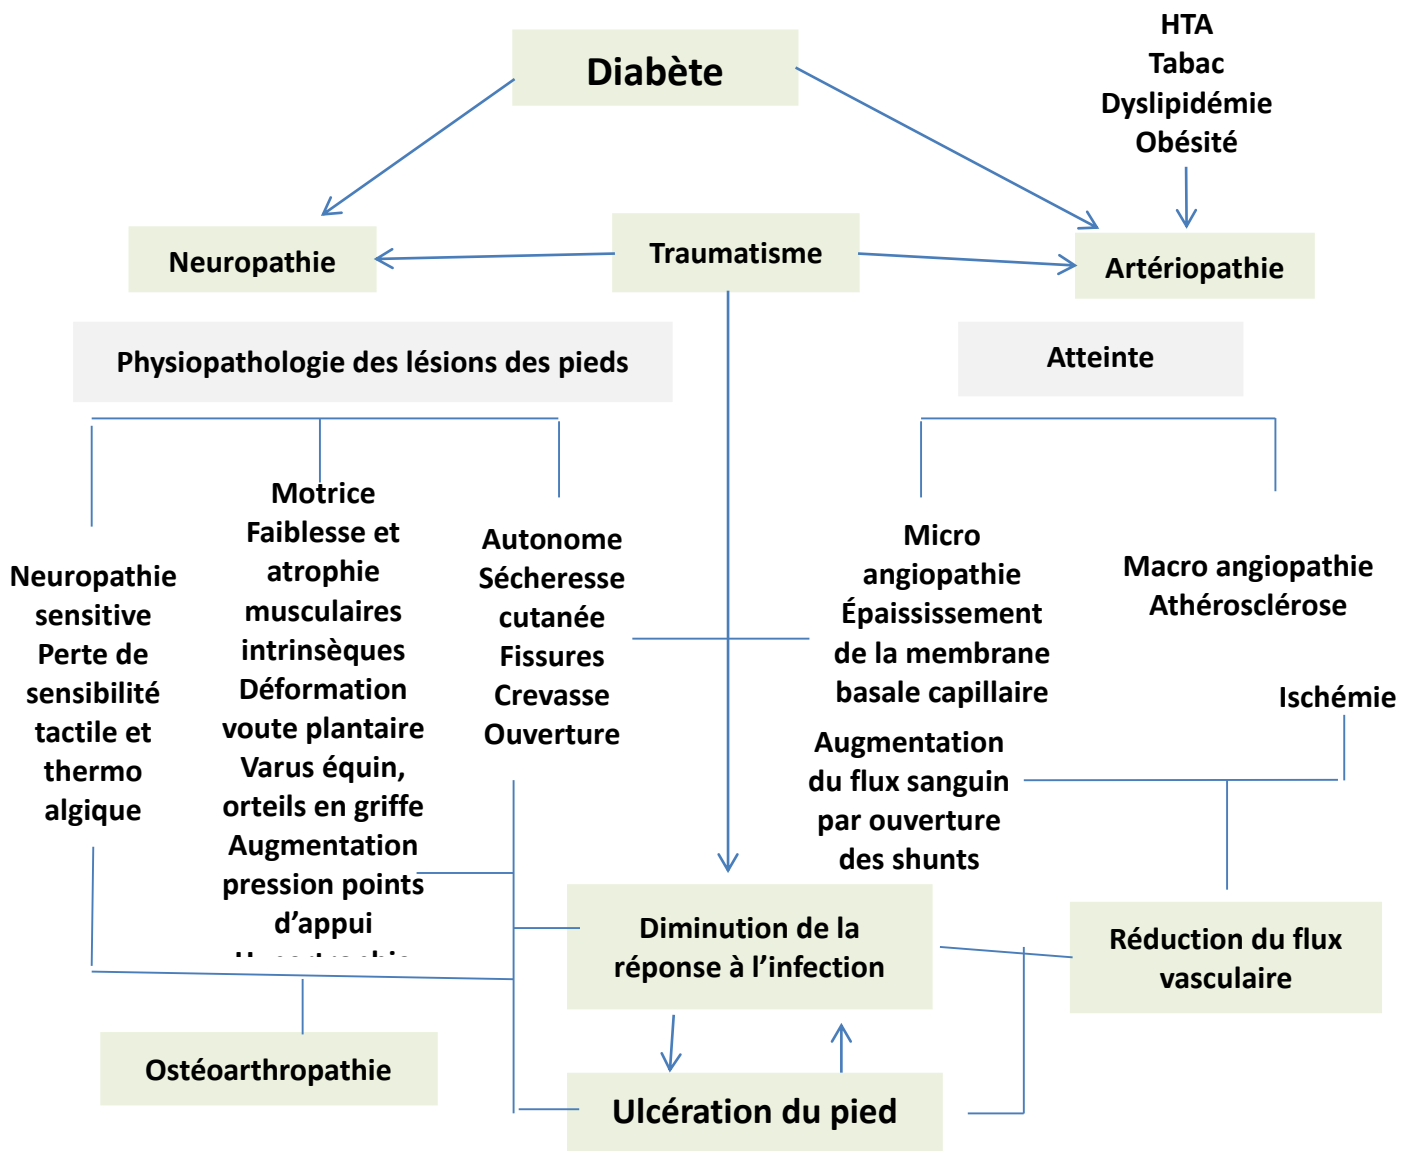 Diabète
HTA
Tabac
Dyslipidémie
Obésité
Neuropathie
Traumatisme
Artériopathie
Physiopathologie des lésions des pieds
Atteinte
Neuropathie
sensitive
Perte de
sensibilité
tactile et
thermo
algique
Motrice
Faiblesse et
atrophie
musculaires
intrinsèques
Déformation
voute plantaire
Varus équin,
orteils en griffe
Augmentation
pression points
d’appui
Autonome
Sécheresse
cutanée
Fissures
Crevasse
Ouverture
Micro
angiopathie
Épaississement
de la membrane
basale capillaire
Augmentation
du flux sanguin
par ouverture
des shunts
Macro angiopathie
Athérosclérose
Ischémie
Diminution de la
réponse à l’infection
Réduction du flux
vasculaire
Ostéoarthropathie
Ulcération du pied